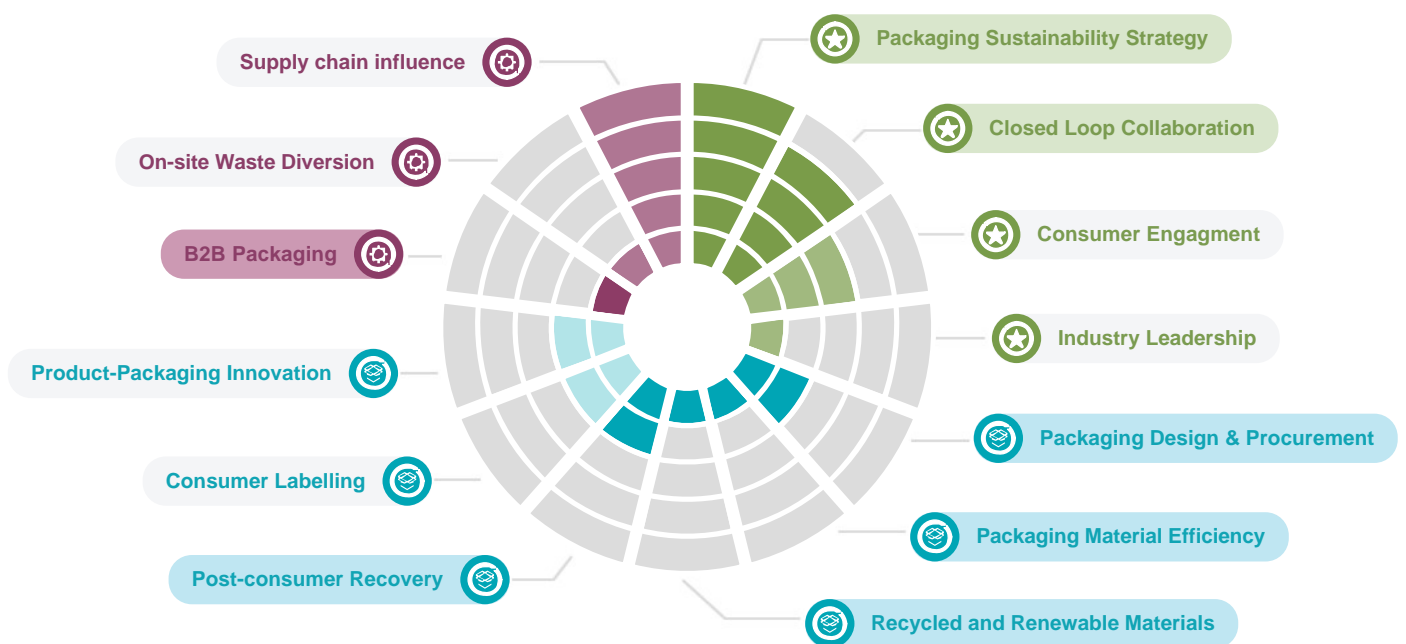 Packaging Sustainability Strategy
Supply chain influence
Closed Loop Collaboration
On-site Waste Diversion
Consumer Engagment
B2B Packaging
Industry Leadership
Product-Packaging Innovation
Packaging Design & Procurement
Consumer Labelling
Packaging Material Efficiency
Post-consumer Recovery
Recycled and Renewable Materials